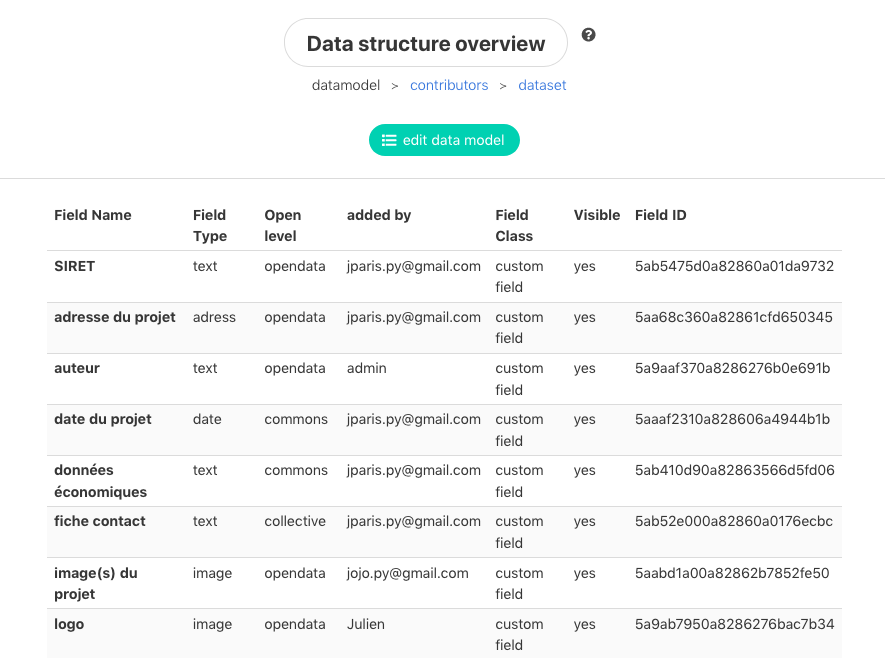 Data structure overview
datamodel > contributors > dataset
edit data model
Field Name Field Type Open level added by Field Class Visible Field ID
SIRET text opendata jparis.py@gmail.com custom field yes 5ab5475d0a82860a01da9732
adresse du projet adress opendata jparis.py@gmail.com custom field yes 5aa68c360a82861cfd650345
auteur text opendata admin custom field yes 5a9aaf370a8286276b0e691b
date du projet date commons jparis.py@gmail.com custom field yes 5aaaf2310a828606a4944b1b
données économiques text commons jparis.py@gmail.com custom field yes 5ab410d90a82863566d5fd06
fiche contact text collective jparis.py@gmail.com custom field yes 5ab52e000a82860a0176ecbc
image(s) du projet image opendata jojo.py@gmail.com custom field yes 5aabd1a00a82862b7852fe50
logo image opendata Julien custom field yes 5a9ab7950a8286276bac7b34